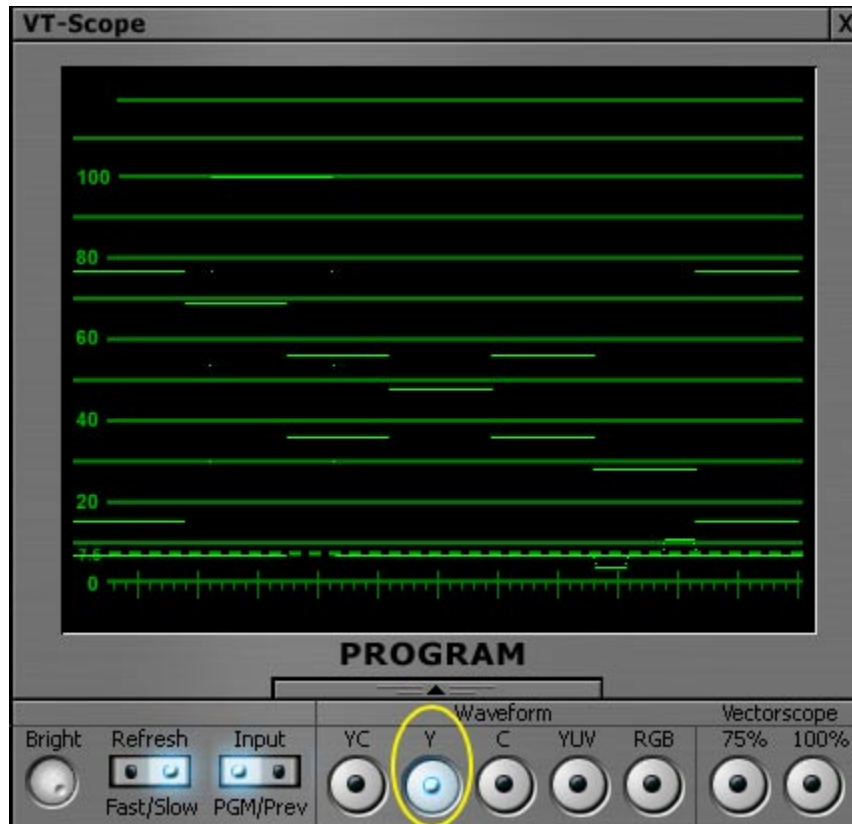 VT-Scope X
100
80
60
40
20
7.5
0
PROGRAM
Waveform Vectorscope
Bright Refresh Input YC Y C YUV RGB 75% 100%
Fast/Slow PGM/Prev